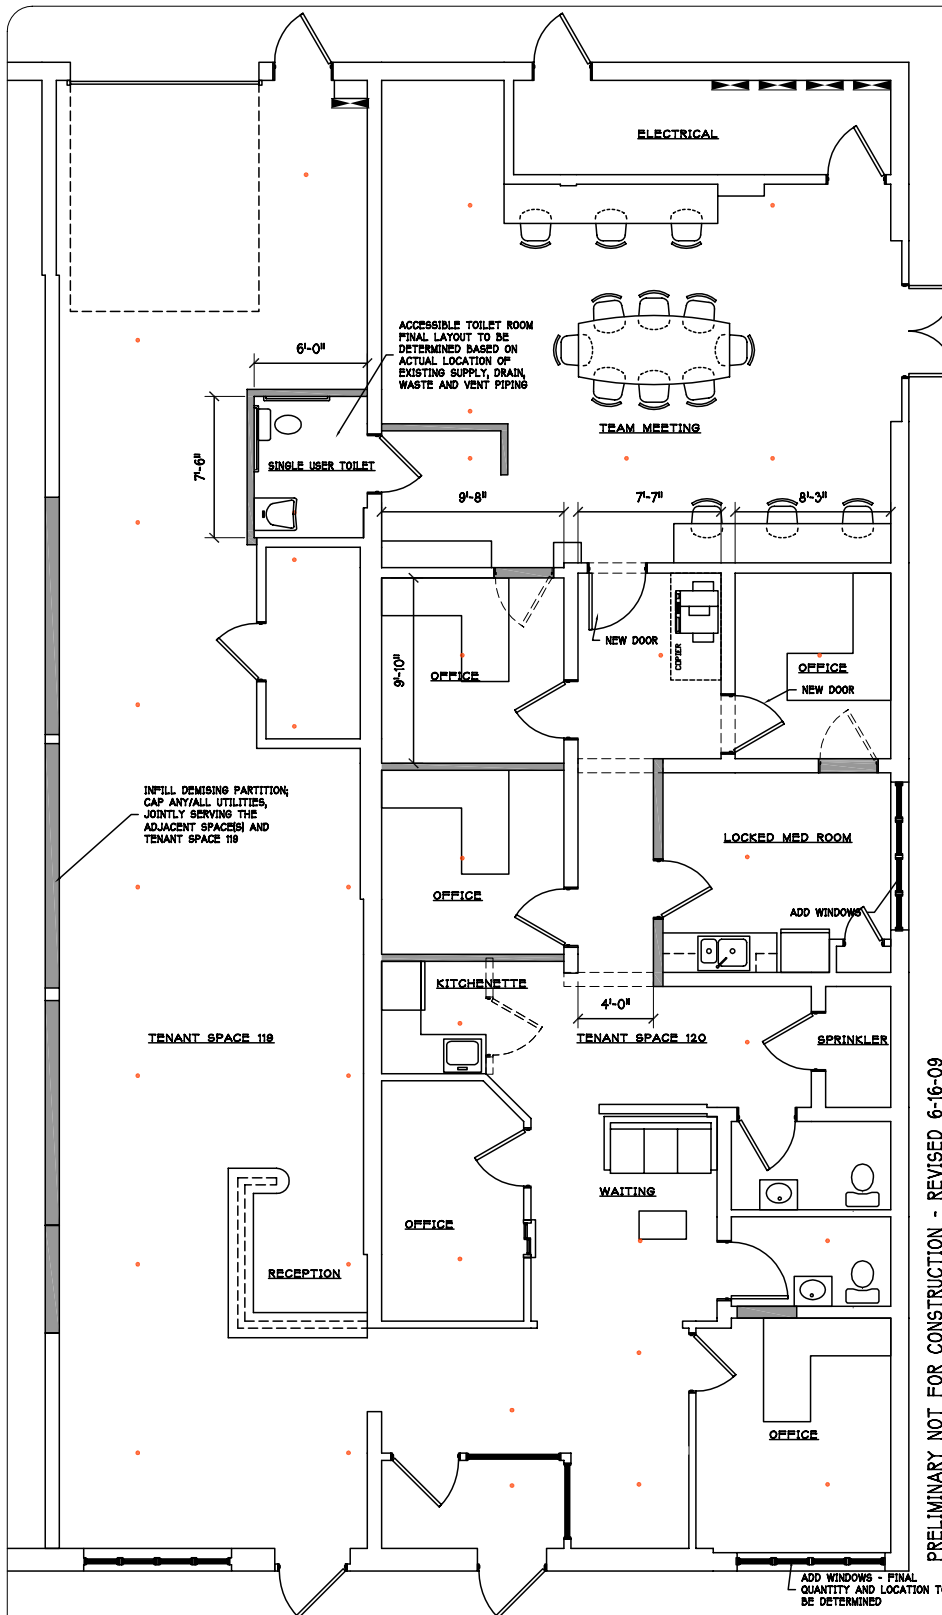 ELECTRICAL
ACCESSIBLE TOILET ROOM
FINAL LAYOUT TO BE
DETERMINED BASED ON
ACTUAL LOCATION OF
EXISTING SUPPLY, DRAIN,
WASTE AND VENT PIPING
6'-0"
TEAM MEETING
7'-6"
SINGLE USER TOILET
9'-8"
7'-7"
8'-3"
NEW DOOR
COPIER
9'-10"
OFFICE
OFFICE
NEW DOOR
INFILL DEMISING PARTITION;
CAP ANY/ALL UTILITIES,
JOINTLY SERVING THE
ADJACENT SPACE(S) AND
TENANT SPACE 119
LOCKED MED ROOM
OFFICE
ADD WINDOWS
KITCHENETTE
4'-0"
TENANT SPACE 119
TENANT SPACE 120
SPRINKLER
WAITING
OFFICE
RECEPTION
OFFICE
PRELIMINARY NOT FOR CONSTRUCTION - REVISED 6-16-09
ADD WINDOWS - FINAL
QUANTITY AND LOCATION TO
BE DETERMINED